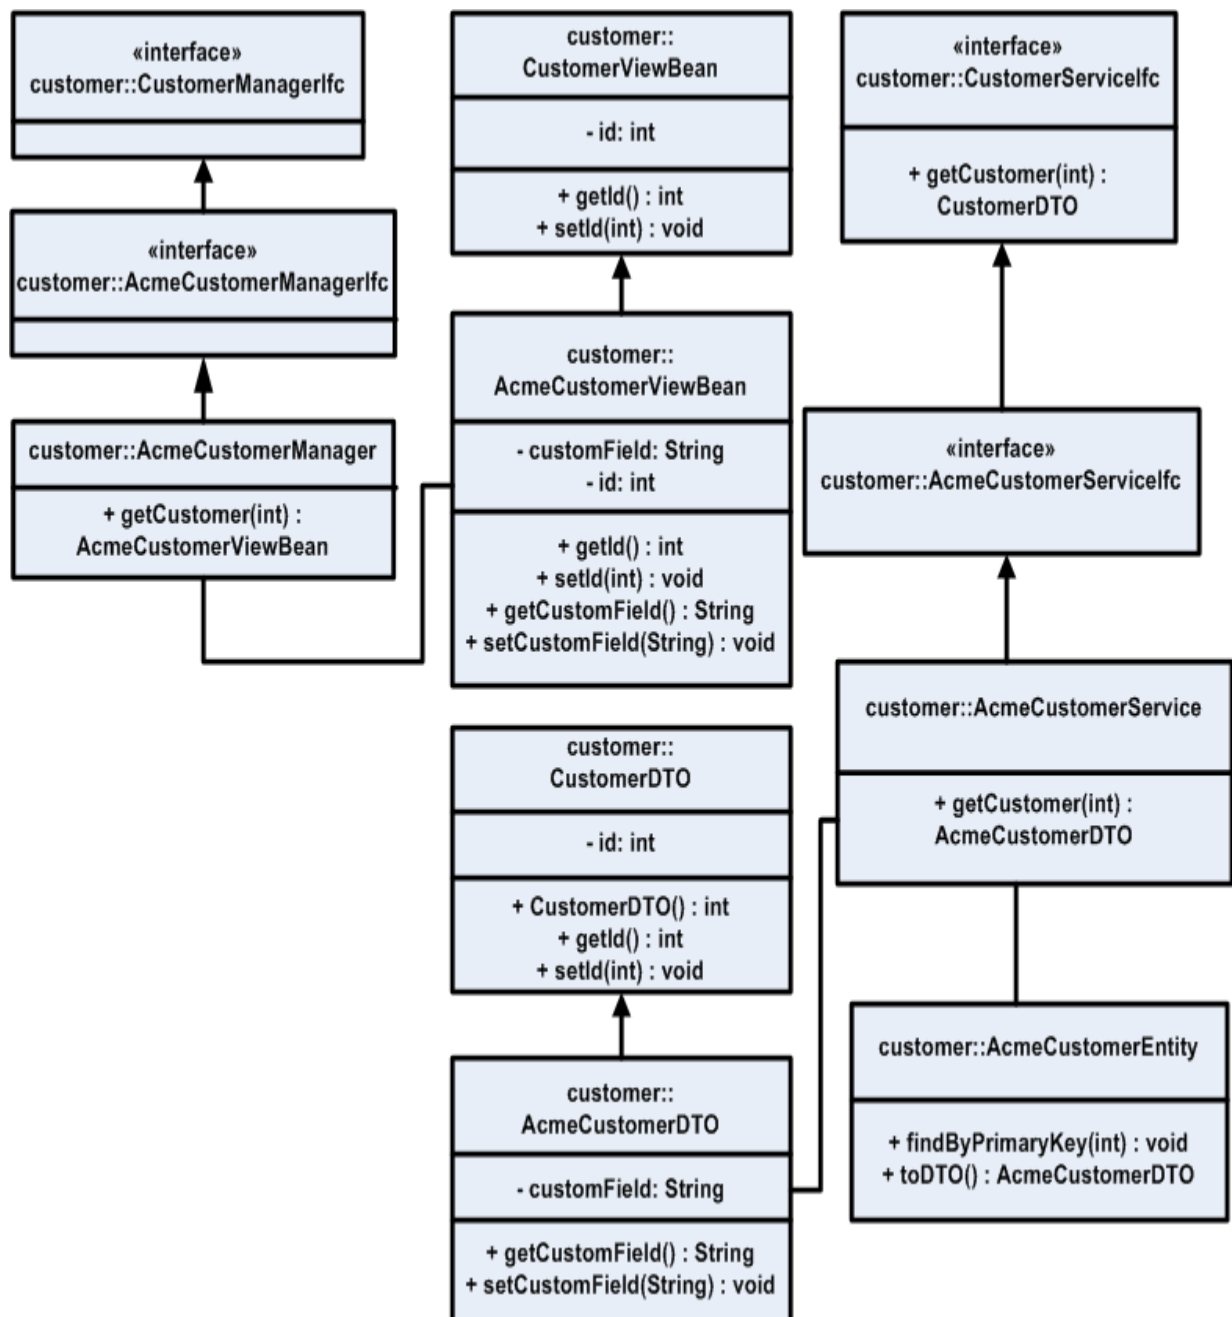 «interface»
customer::CustomerManagerIfc
«interface»
customer::AcmeCustomerManagerIfc
customer::AcmeCustomerManager
+ getCustomer(int) :
AcmeCustomerViewBean
customer::
CustomerViewBean
- id: int
+ getId() : int
+ setId(int) : void
customer::
AcmeCustomerViewBean
- customField: String
- id: int
+ getId() : int
+ setId(int) : void
+ getCustomField() : String
+ setCustomField(String) : void
customer::
CustomerDTO
- id: int
+ CustomerDTO() : int
+ getId() : int
+ setId(int) : void
customer::
AcmeCustomerDTO
- customField: String
+ getCustomField() : String
+ setCustomField(String) : void
«interface»
customer::CustomerServiceIfc
+ getCustomer(int) :
CustomerDTO
«interface»
customer::AcmeCustomerServiceIfc
customer::AcmeCustomerService
+ getCustomer(int) :
AcmeCustomerDTO
customer::AcmeCustomerEntity
+ findByPrimaryKey(int) : void
+ toDTO() : AcmeCustomerDTO